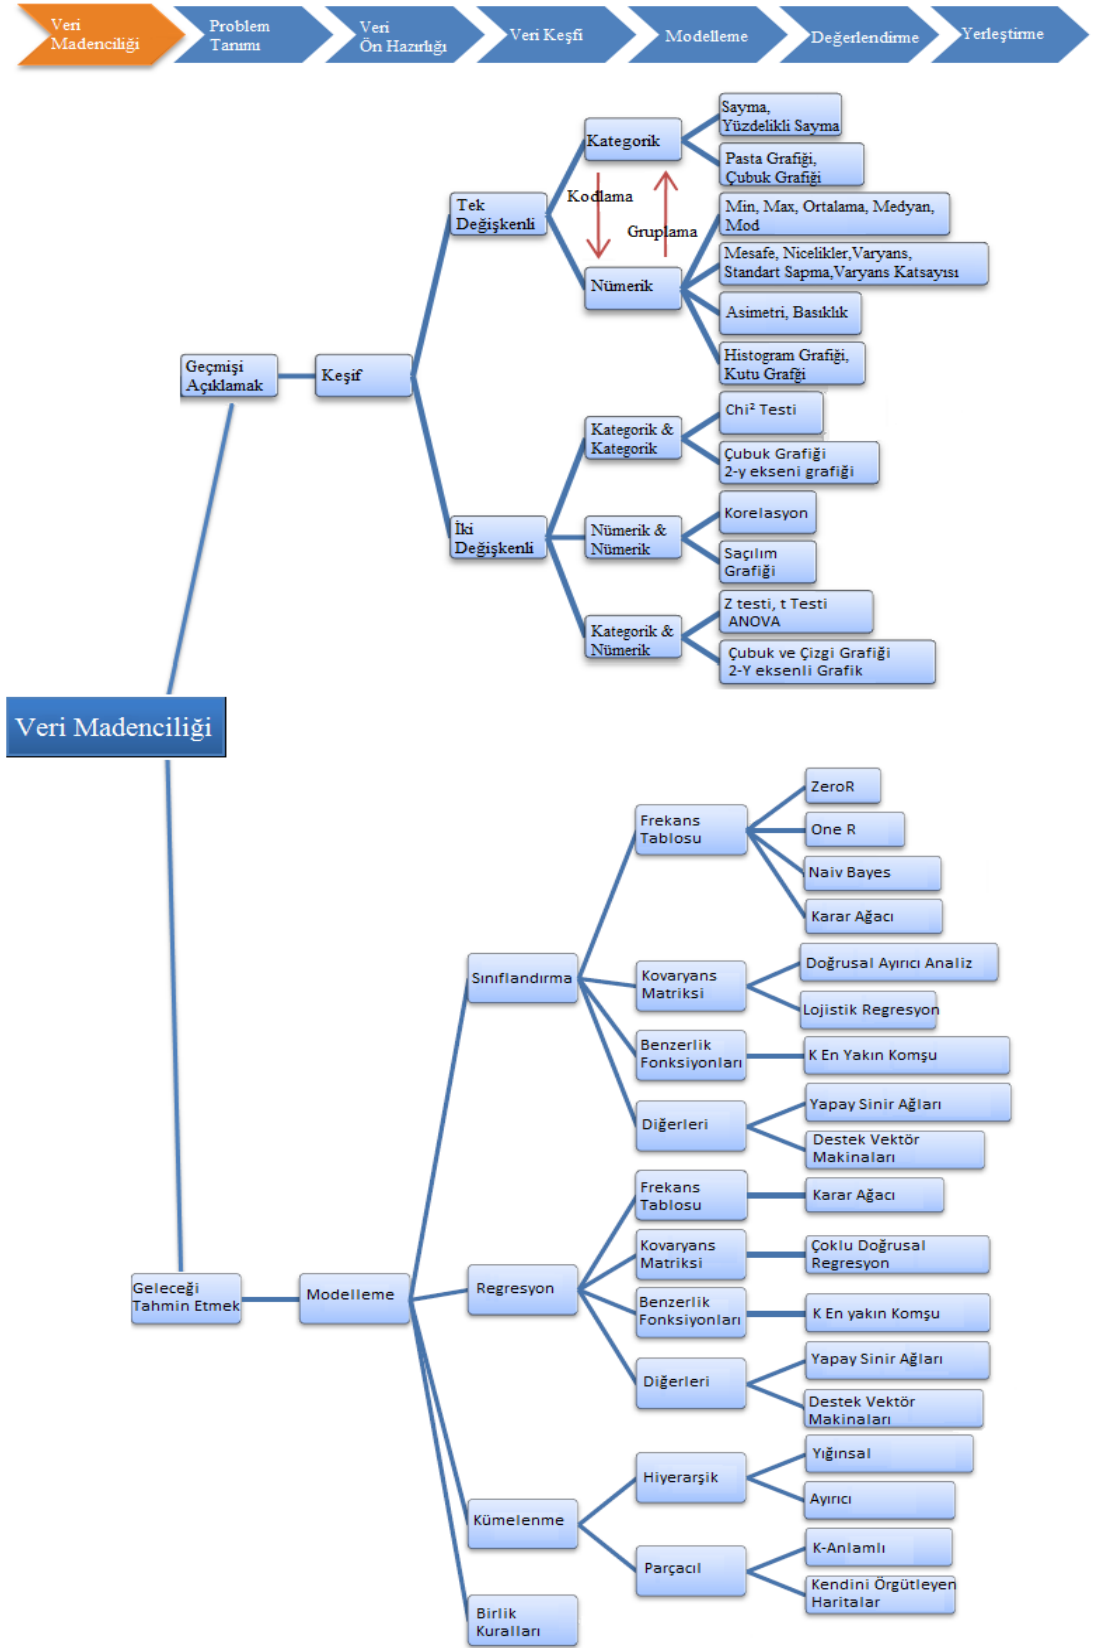 Veri
Madenciliği
Problem
Tanımı
Veri
Ön Hazırlığı
Veri Keşfi
Modelleme
Değerlendirme
Yerleştirme
Sayma,
Yüzdelikli Sayma
Kategorik
Pasta Grafiği,
Çubuk Grafiği
Kodlama
Tek
Değişkenli
Gruplama
Min, Max, Ortalama, Medyan,
Mod
Mesafe, Nicelikler,Varyans,
Standart Sapma,Varyans Katsayısı
Nümerik
Asimetri, Basıklık
Histogram Grafiği,
Kutu Grafği
Geçmişi
Açıklamak
Keşif
Chi² Testi
Kategorik &
Kategorik
Çubuk Grafiği
2-y ekseni grafiği
İki
Değişkenli
Nümerik &
Nümerik
Korelasyon
Saçılım
Grafiği
Kategorik &
Nümerik
Z testi, t Testi
ANOVA
Çubuk ve Çizgi Grafiği
2-Y eksenli Grafik
Veri Madenciliği
ZeroR
Frekans
Tablosu
One R
Naiv Bayes
Karar Ağacı
Sınıflandırma
Kovaryans
Matriksi
Doğrusal Ayırıcı Analiz
Lojistik Regresyon
Benzerlik
Fonksiyonları
K En Yakın Komşu
Diğerleri
Yapay Sinir Ağları
Destek Vektör
Makinaları
Frekans
Tablosu
Karar Ağacı
Kovaryans
Matriksi
Çoklu Doğrusal
Regresyon
Geleceği
Tahmin Etmek
Modelleme
Regresyon
Benzerlik
Fonksiyonları
K En yakın Komşu
Diğerleri
Yapay Sinir Ağları
Destek Vektör
Makinaları
Hiyerarşik
Yığınsal
Ayırıcı
Kümelenme
Parçacıl
K-Anlamlı
Kendini Örgütleyen
Haritalar
Birlik
Kuralları